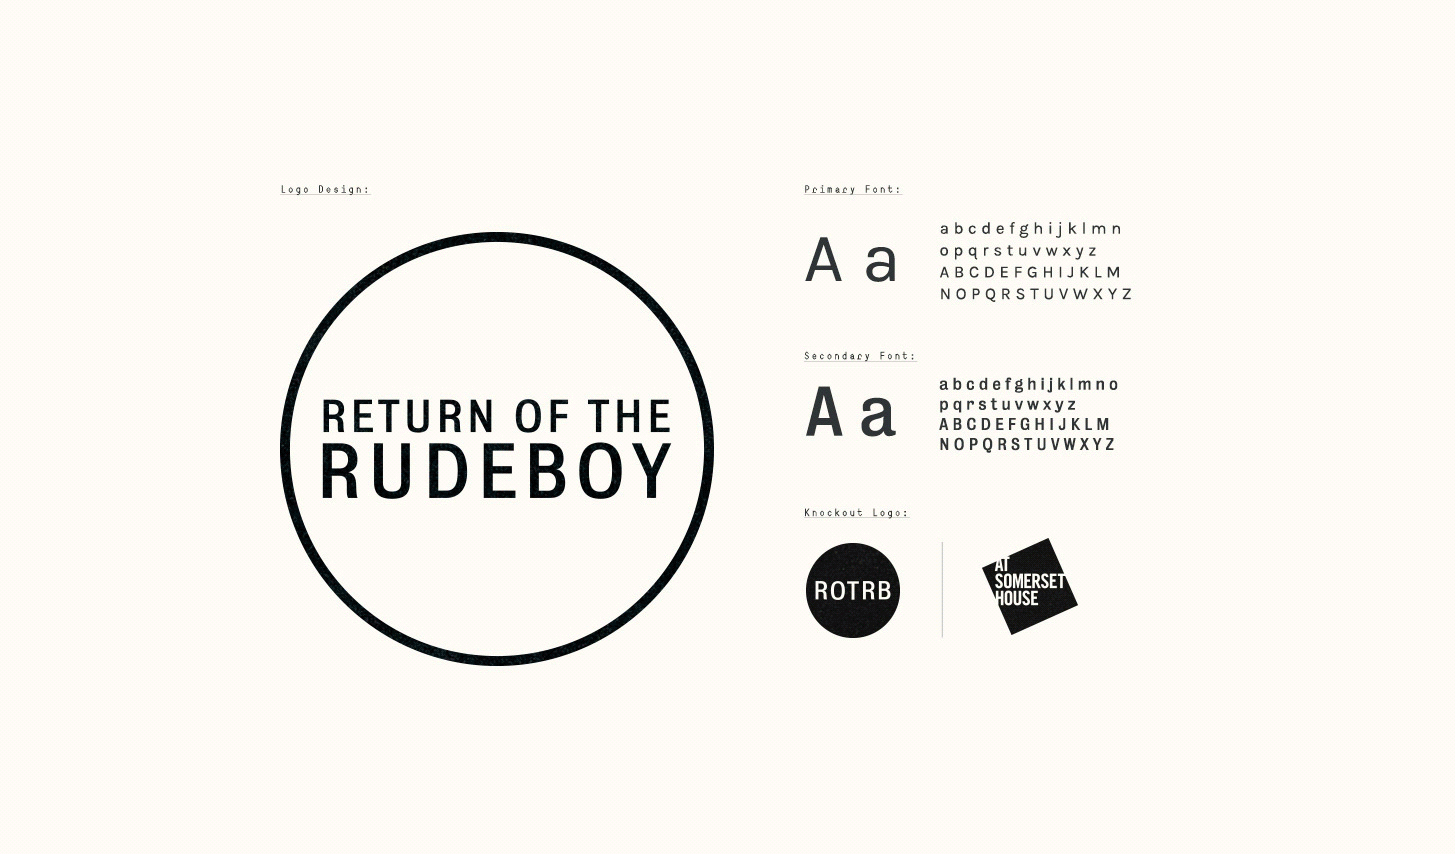 Logo Design:
RETURN OF THE
RUDEBOY
Primary Font:
A a
a b c d e f g h i j k l m n
o p q r s t u v w x y z
A B C D E F G H I J K L M
N O P Q R S T U V W X Y Z
Secondary Font:
A a
a b c d e f g h i j k l m n o
p q r s t u v w x y z
A B C D E F G H I J K L M
N O P Q R S T U V W X Y Z
Knockout Logo:
ROTRB
AT
SOMERSET
HOUSE